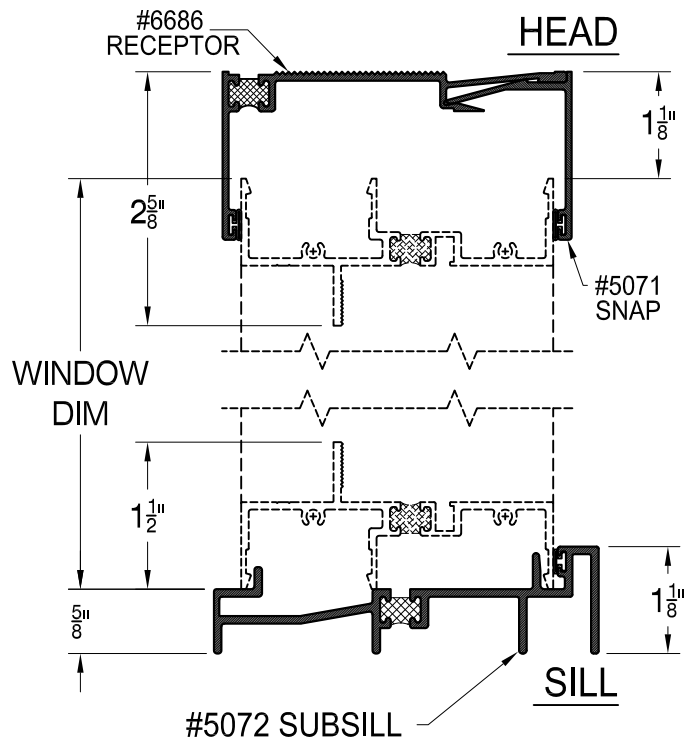 #6686
RECEPTOR
HEAD
1 1/8"
2 5/8"
#5071
SNAP
WINDOW
DIM
1 1/2"
5/8"
1 1/8"
SILL
#5072 SUBSILL